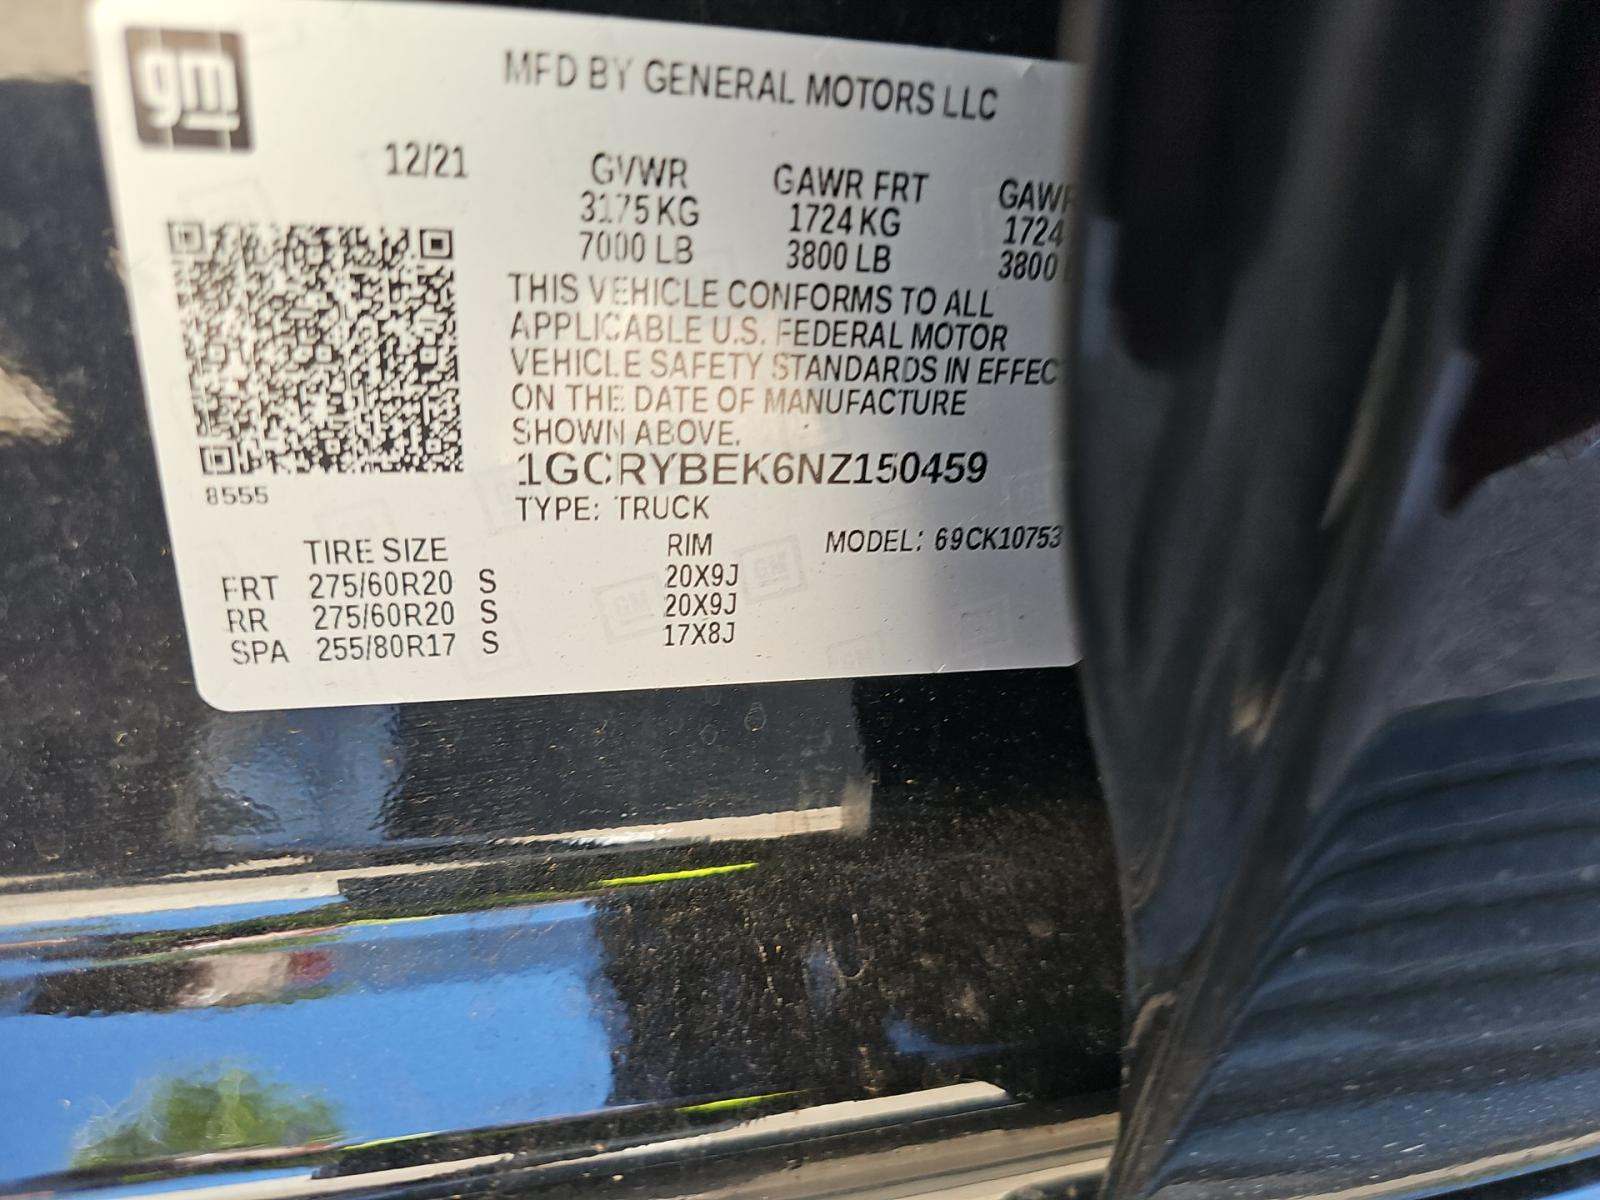 gm
MFD BY GENERAL MOTORS LLC
12/21 GVWR GAWR FRT
3175 KG 1724 KG 1724
7000 LB 3800 LB 3800
THIS VEHICLE CONFORMS TO ALL
APPLICABLE U.S. FEDERAL MOTOR
VEHICLE SAFETY STANDARDS IN EFFEC
ON THE DATE OF MANUFACTURE
SHOWN ABOVE.
1GCRYBEK6NZ150459
8555
TYPE: TRUCK
TIRE SIZE RIM MODEL: 69CK10753
FRT 275/60R20 S 20X9J
RR 275/60R20 S 20X9J
SPA 255/80R17 S 17X8J